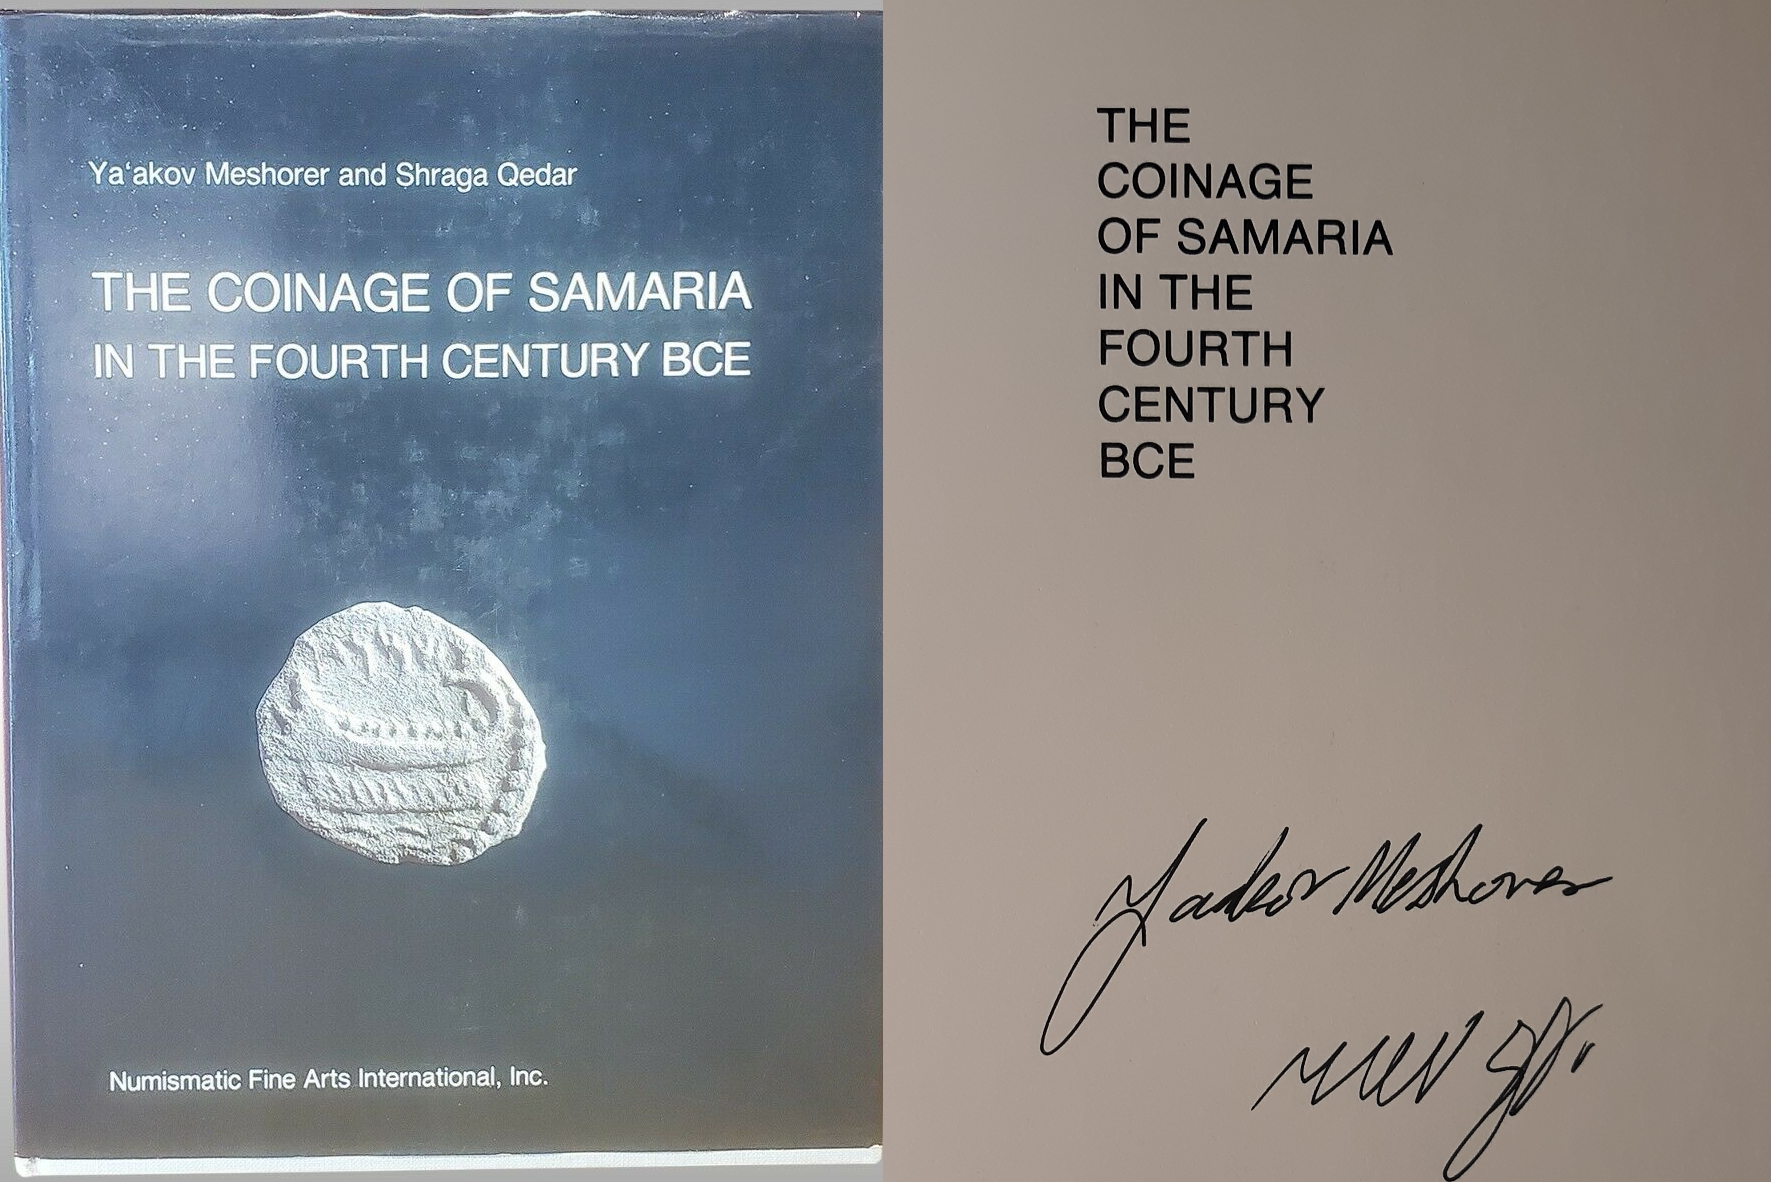 Ya‘akov Meshorer and Shraga Qedar
THE COINAGE OF SAMARIA
IN THE FOURTH CENTURY BCE
Numismatic Fine Arts International, Inc.
THE
COINAGE
OF SAMARIA
IN THE
FOURTH
CENTURY
BCE
Yaakov Meshorer